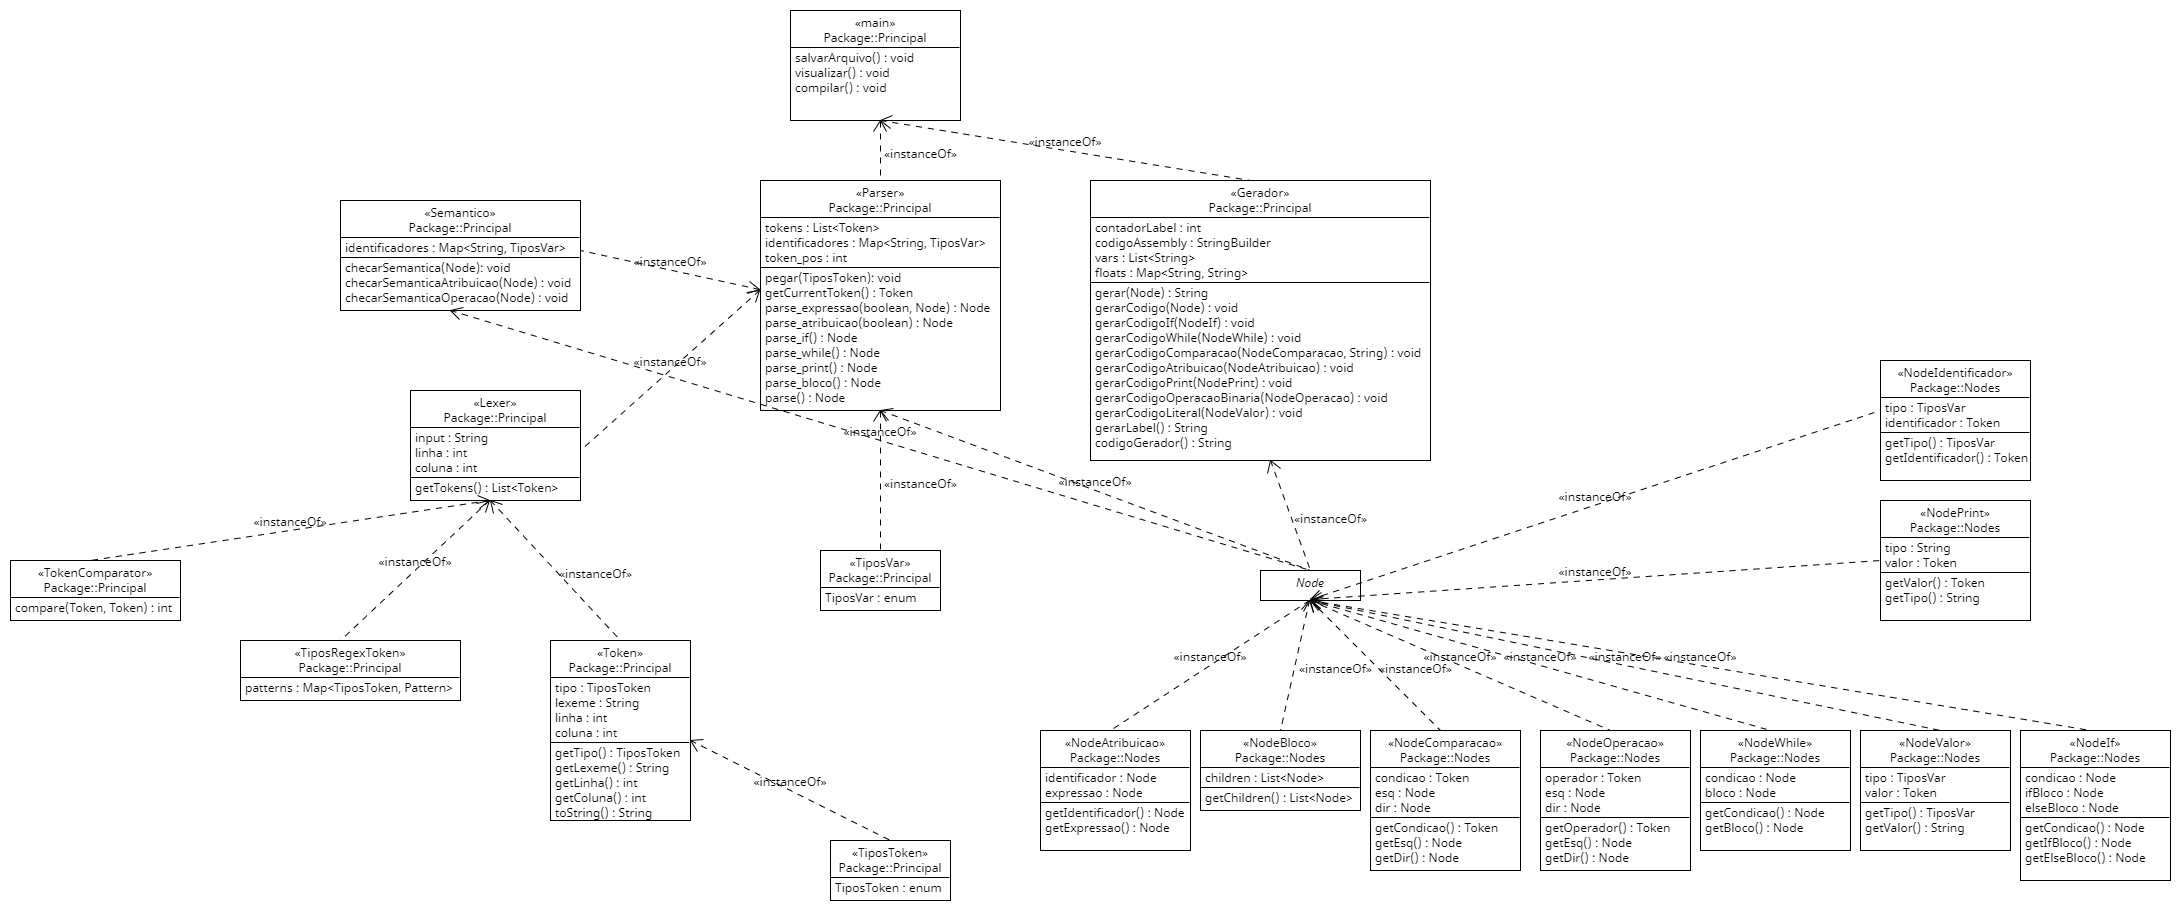 «main»
Package::Principal
salvarArquivo() : void
visualizar() : void
compilar() : void
«instanceOf»
«instanceOf»
«Semantico»
Package::Principal
identificadores : Map<String, TiposVar>
checarSemantica(Node): void
checarSemanticaAtribuicao(Node) : void
checarSemanticaOperacao(Node) : void
«instanceOf»
«instanceOf»
«Parser»
Package::Principal
tokens : List<Token>
identificadores : Map<String, TiposVar>
token_pos : int
pegar(TiposToken): void
getCurrentToken() : Token
parse_expressao(boolean, Node) : Node
parse_atribuicao(boolean) : Node
parse_if() : Node
parse_while() : Node
parse_print() : Node
parse_bloco() : Node
parse() : Node
«Gerador»
Package::Principal
contadorLabel : int
codigoAssembly : StringBuilder
vars : List<String>
floats : Map<String, String>
gerar(Node) : String
gerarCodigo(Node) : void
gerarCodigoIf(NodeIf) : void
gerarCodigoWhile(NodeWhile) : void
gerarCodigoComparacao(NodeComparacao, String) : void
gerarCodigoAtribuicao(NodeAtribuicao) : void
gerarCodigoPrint(NodePrint) : void
gerarCodigoOperacaoBinaria(NodeOperacao) : void
gerarCodigoLiteral(NodeValor) : void
gerarLabel() : String
codigoGerador() : String
«Lexer»
Package::Principal
input : String
linha : int
coluna : int
getTokens() : List<Token>
«instanceOf»
«instanceOf»
«instanceOf»
«instanceOf»
«instanceOf»
«instanceOf»
«instanceOf»
«NodeIdentificador»
Package::Nodes
tipo : TiposVar
identificador : Token
getTipo() : TiposVar
getIdentificador() : Token
«instanceOf»
«NodePrint»
Package::Nodes
tipo : String
valor : Token
getValor() : Token
getTipo() : String
«instanceOf»
«TokenComparator»
Package::Principal
compare(Token, Token) : int
«TiposVar»
Package::Principal
TiposVar : enum
Node
«TiposRegexToken»
Package::Principal
patterns : Map<TiposToken, Pattern>
«Token»
Package::Principal
tipo : TiposToken
lexeme : String
linha : int
coluna : int
getTipo() : TiposToken
getLexeme() : String
getLinha() : int
getColuna() : int
toString() : String
«instanceOf»
«TiposToken»
Package::Principal
TiposToken : enum
«instanceOf»
«instanceOf»
«instanceOf»
«instanceOf»
«instanceOf»
«instanceOf»
«instanceOf»
«NodeAtribuicao»
Package::Nodes
identificador : Node
expressao : Node
getIdentificador() : Node
getExpressao() : Node
«NodeBloco»
Package::Nodes
children : List<Node>
getChildren() : List<Node>
«NodeComparacao»
Package::Nodes
condicao : Token
esq : Node
dir : Node
getCondicao() : Token
getEsq() : Node
getDir() : Node
«NodeOperacao»
Package::Nodes
operador : Token
esq : Node
dir : Node
getOperador() : Token
getEsq() : Node
getDir() : Node
«NodeWhile»
Package::Nodes
condicao : Node
bloco : Node
getCondicao() : Node
getBloco() : Node
«NodeValor»
Package::Nodes
tipo : TiposVar
valor : Token
getTipo() : TiposVar
getValor() : String
«NodeIf»
Package::Nodes
condicao : Node
ifBloco : Node
elseBloco : Node
getCondicao() : Node
getIfBloco() : Node
getElseBloco() : Node